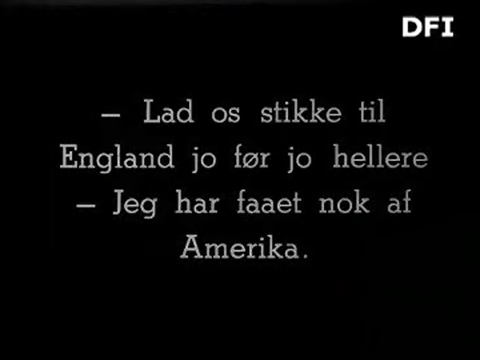 DFI
– Lad os stikke til
England jo før jo hellere
– Jeg har faaet nok af
Amerika.